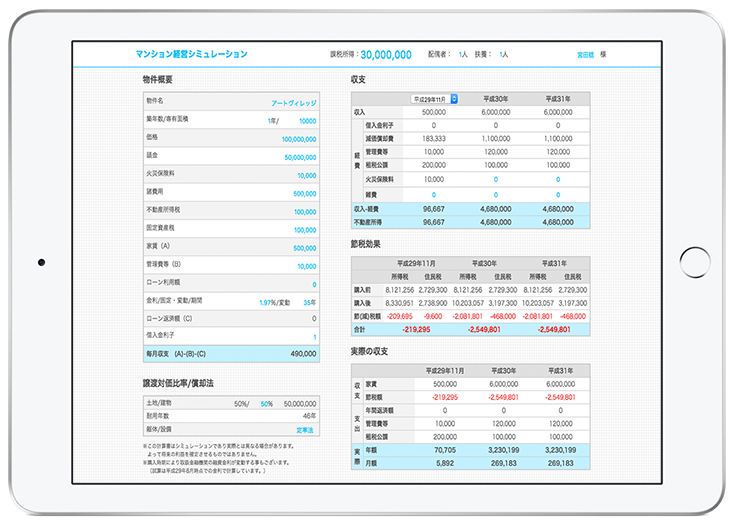 マンション経営シミュレーション 課税所得：30,000,000 配偶者： 1人 扶養： 1人 様
物件概要
物件名 アートヴィレッジ
築年数/専有面積 1年/ 10000
価格 100,000,000
頭金 50,000,000
火災保険料 10,000
諸費用 500,000
不動産所得税 100,000
固定資産税 100,000
家賃（A） 500,000
管理費等（B） 10,000
ローン利用額 0
金利/固定・変動/期間 1.97%/変動 35年
ローン返済額（C） 0
借入金利子 1
毎月収支 (A)-(B)-(C) 490,000
譲渡対価比率/償却法
土地/建物 50%/ 50% 50,000,000
耐用年数 46年
躯体/設備 定率法
※この計算書はシミュレーションであり実際とは異なる場合があります。
よって将来の利回を確定させるものではありません。
※購入時期により取扱金融機関の融資金利が変動する事もございます。
（試算は平成29年6月時点での金利で計算しています。）
収支
平成29年11月 平成30年 平成31年
収入 500,000 6,000,000 6,000,000
経費
借入金利子 0 0 0
減価償却費 183,333 1,100,000 1,100,000
管理費等 10,000 120,000 120,000
租税公課 200,000 100,000 100,000
火災保険料 10,000 0 0
雑費 0 0 0
収入-経費 96,667 4,680,000 4,680,000
不動産所得 96,667 4,680,000 4,680,000
節税効果
平成29年11月 平成30年 平成31年
所得税 住民税 所得税 住民税 所得税 住民税
購入前 8,121,256 2,729,300 8,121,256 2,729,300 8,121,256 2,729,300
購入後 8,330,951 2,738,900 10,203,057 3,197,300 10,203,057 3,197,300
節(減)税額 -209,695 -9,600 -2,081,801 -468,000 -2,081,801 -468,000
合計 -219,295 -2,549,801 -2,549,801
実際の収支
平成29年11月 平成30年 平成31年
収支
家賃 500,000 6,000,000 6,000,000
節税額 -219,295 -2,549,801 -2,549,801
支出
年間返済額 0 0 0
管理費等 10,000 120,000 120,000
租税公課 200,000 100,000 100,000
実際
年額 70,705 3,230,199 3,230,199
月額 5,892 269,183 269,183